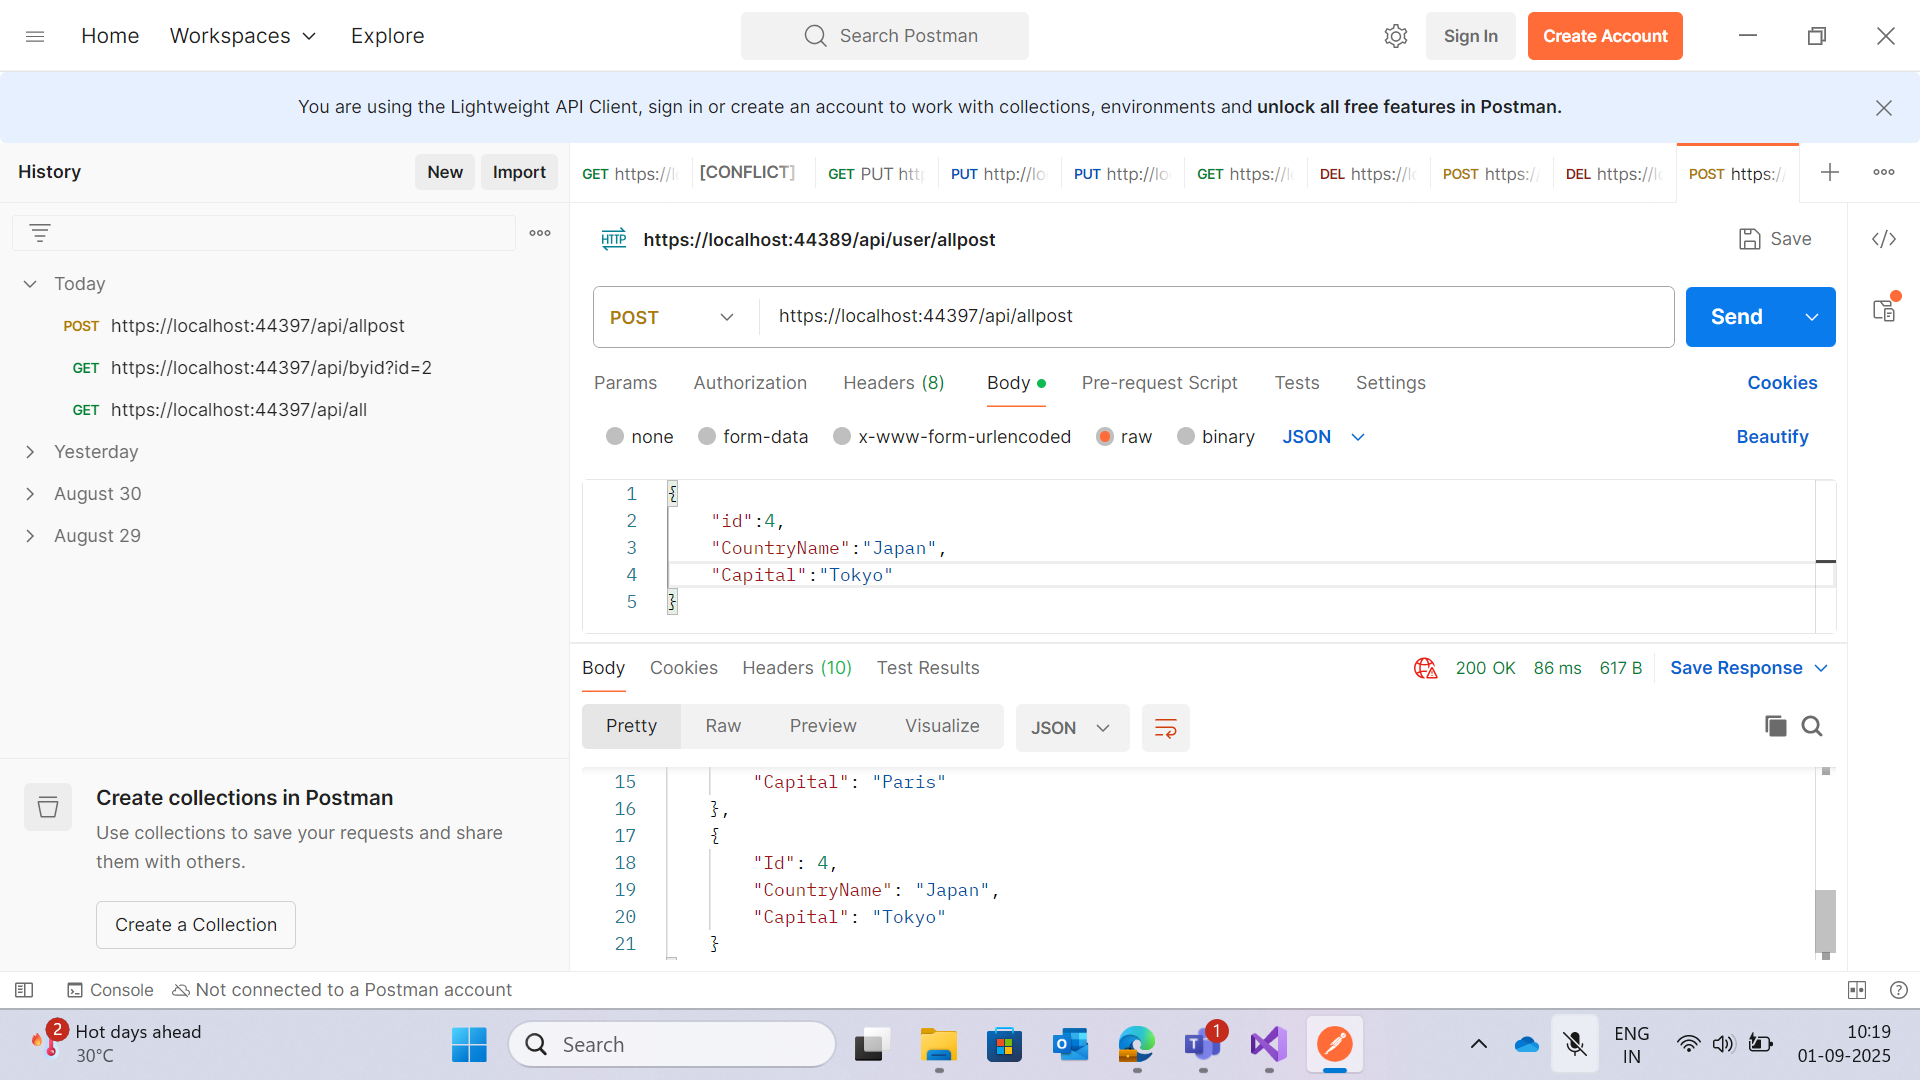 Home
Workspaces
Explore
Search Postman
Sign In
Create Account
You are using the Lightweight API Client, sign in or create an account to work with collections, environments and unlock all free features in Postman.
History
New
Import
GET https://l
[CONFLICT]
GET PUT htt
PUT http://lo
PUT http://lo
GET https://l
DEL https://l
POST https:/
DEL https://l
POST https:/
Today
POST https://localhost:44397/api/allpost
GET https://localhost:44397/api/byid?id=2
GET https://localhost:44397/api/all
Yesterday
August 30
August 29
HTTP https://localhost:44389/api/user/allpost
Save
POST
https://localhost:44397/api/allpost
Send
Params
Authorization
Headers (8)
Body
Pre-request Script
Tests
Settings
Cookies
none
form-data
x-www-form-urlencoded
raw
binary
JSON
Beautify
1 {
2 "id":4,
3 "CountryName":"Japan",
4 "Capital":"Tokyo"
5 }
Body
Cookies
Headers (10)
Test Results
200 OK
86 ms
617 B
Save Response
Pretty
Raw
Preview
Visualize
JSON
15 "Capital": "Paris"
16 },
17 {
18 "Id": 4,
19 "CountryName": "Japan",
20 "Capital": "Tokyo"
21 }
Create collections in Postman
Use collections to save your requests and share
them with others.
Create a Collection
Console
Not connected to a Postman account
2
Hot days ahead
30°C
Search
1
ENG
IN
10:19
01-09-2025